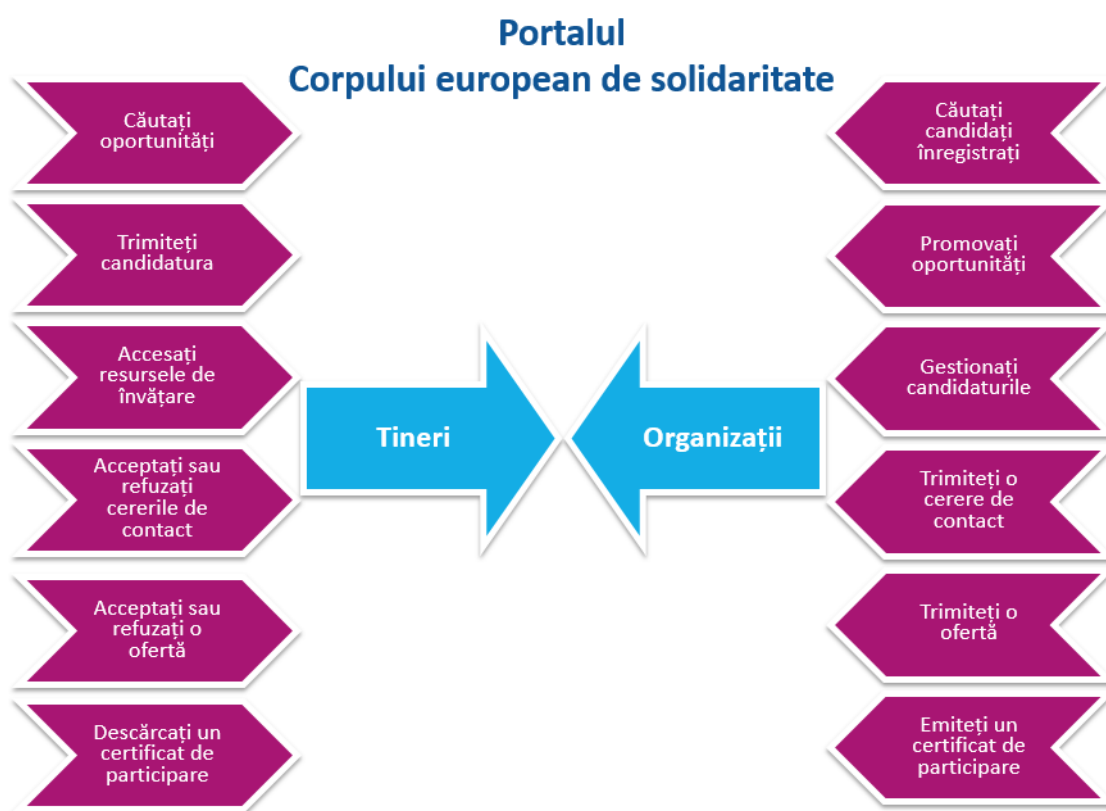 Portalul
Corpului european de solidaritate
Căutați
oportunități
Trimiteți
candidatura
Accesați
resursele de
învățare
Acceptați sau
refuzați
cererile de
contact
Acceptați sau
refuzați o
ofertă
Descărcați un
certificat de
participare
Tineri
Organizații
Căutați
candidați
înregistrați
Promovați
oportunități
Gestionați
candidaturile
Trimiteți o
cerere de
contact
Trimiteți o
ofertă
Emiteți un
certificat de
participare